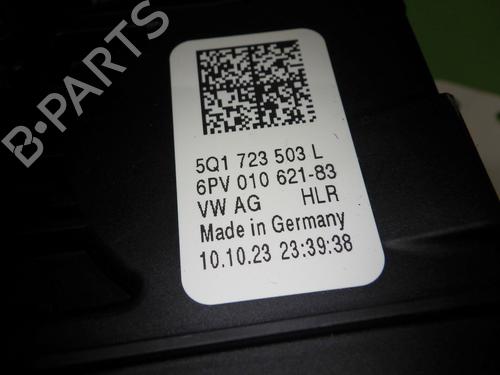 B-PARTS
5Q1 723 503 L
6PV 010 621-83
VW AG HLR
Made in Germany
10.10.23 23:39:38